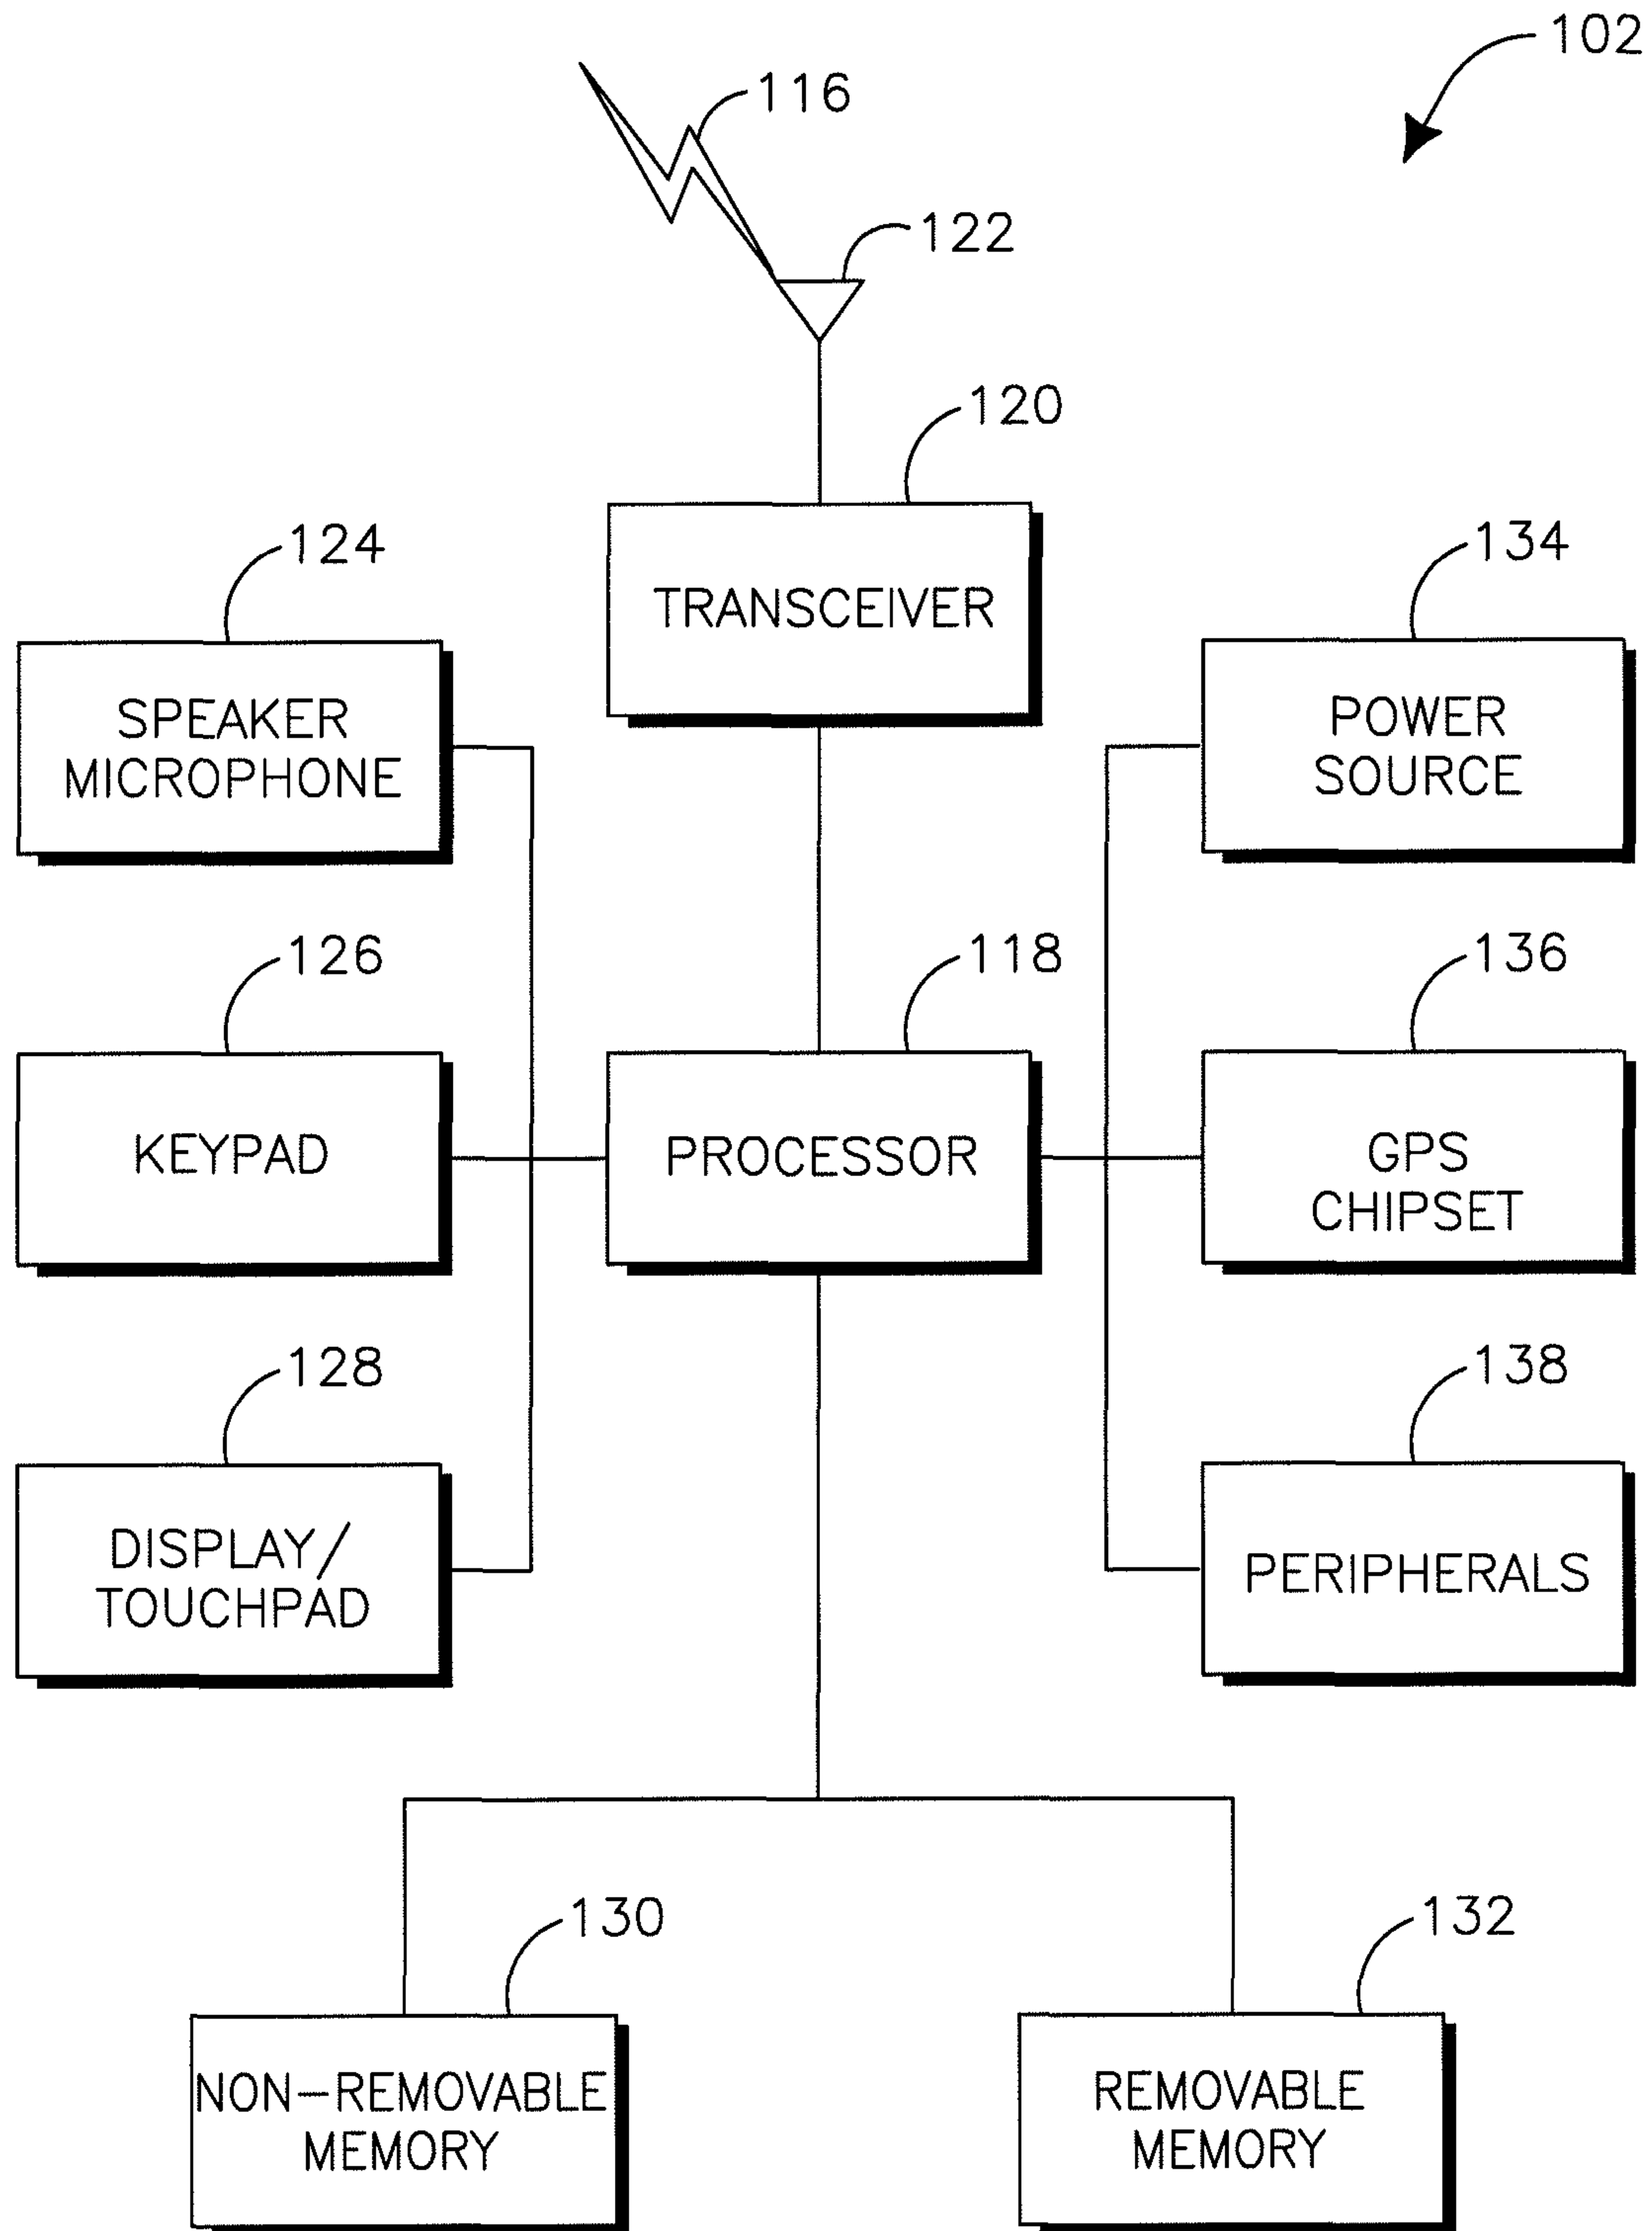 102
116
122
120
TRANSCEIVER
124
SPEAKER
MICROPHONE
134
POWER
SOURCE
126
KEYPAD
118
PROCESSOR
136
GPS
CHIPSET
128
DISPLAY/
TOUCHPAD
138
PERIPHERALS
130
NON-REMOVABLE
MEMORY
132
REMOVABLE
MEMORY